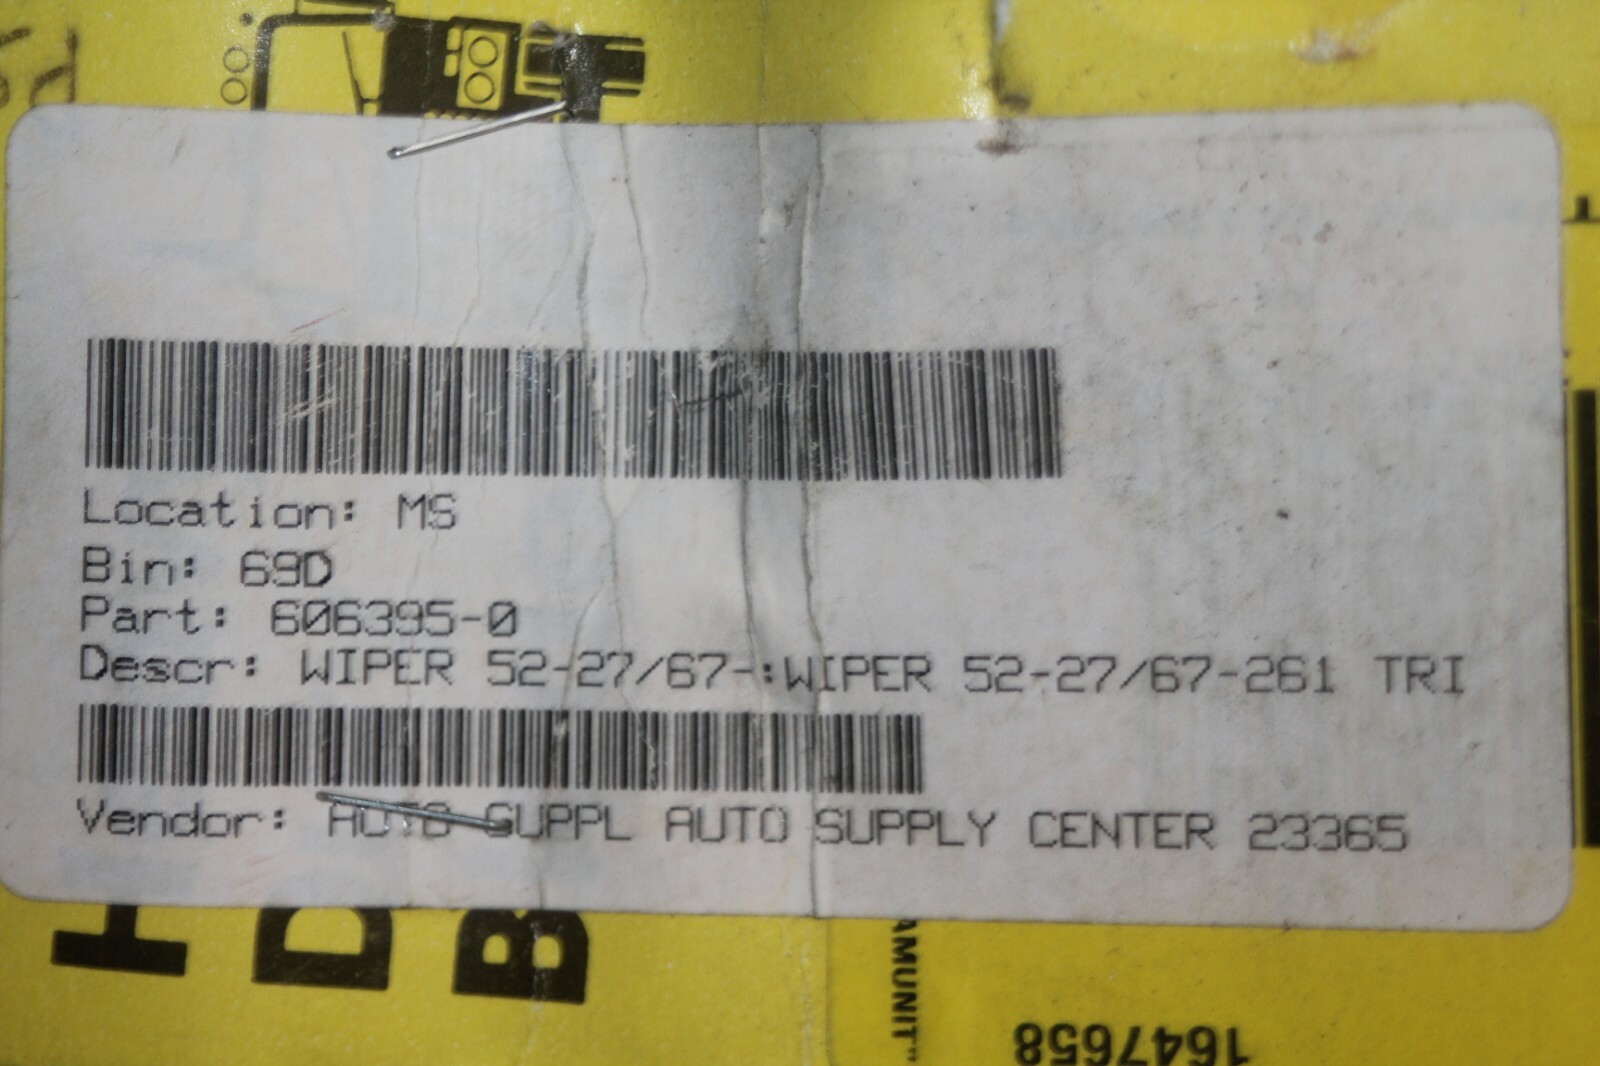 Location: MS
Bin: 69D
Part: 606395-0
Descr: WIPER 52-27/67-:WIPER 52-27/67-261 TRI
Vendor: AUTO SUPPL AUTO SUPPLY CENTER 23365
H
D
B
AMUNIT"
1647658